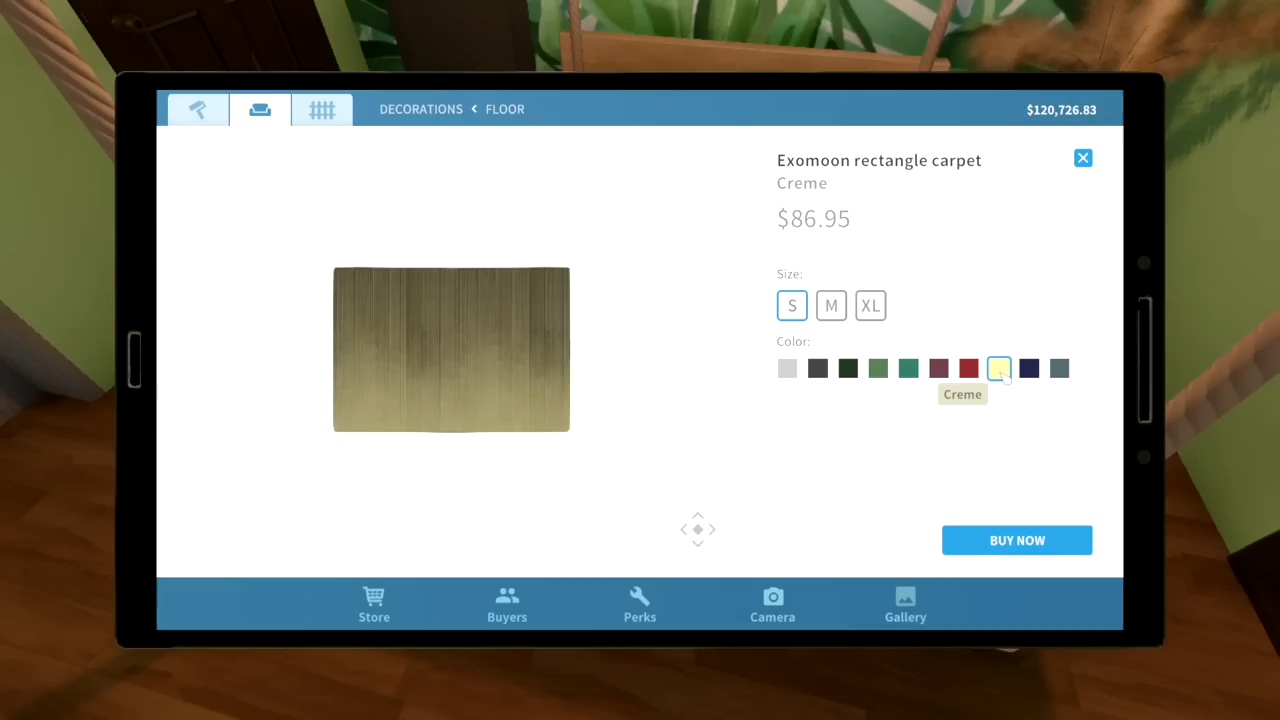 DECORATIONS < FLOOR
$120,726.83
Exomoon rectangle carpet
Creme
$86.95
Size:
S M XL
Color:
Creme
BUY NOW
Store Buyers Perks Camera Gallery